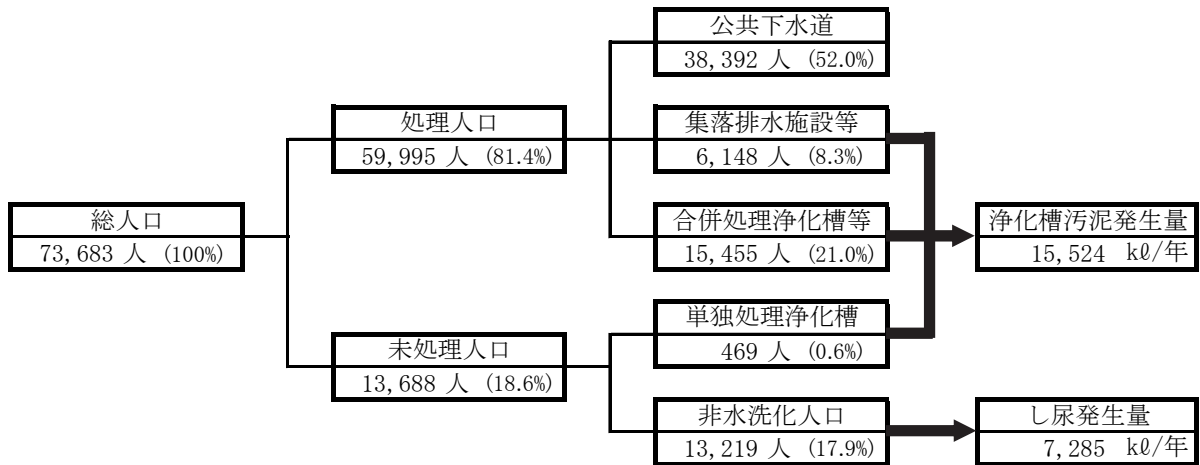 公共下水道
38,392 人 (52.0%)
処理人口
59,995 人 (81.4%)
集落排水施設等
6,148 人 (8.3%)
総人口
73,683 人 (100%)
合併処理浄化槽等
15,455 人 (21.0%)
浄化槽汚泥発生量
15,524 kℓ/年
単独処理浄化槽
469 人 (0.6%)
未処理人口
13,688 人 (18.6%)
非水洗化人口
13,219 人 (17.9%)
し尿発生量
7,285 kℓ/年